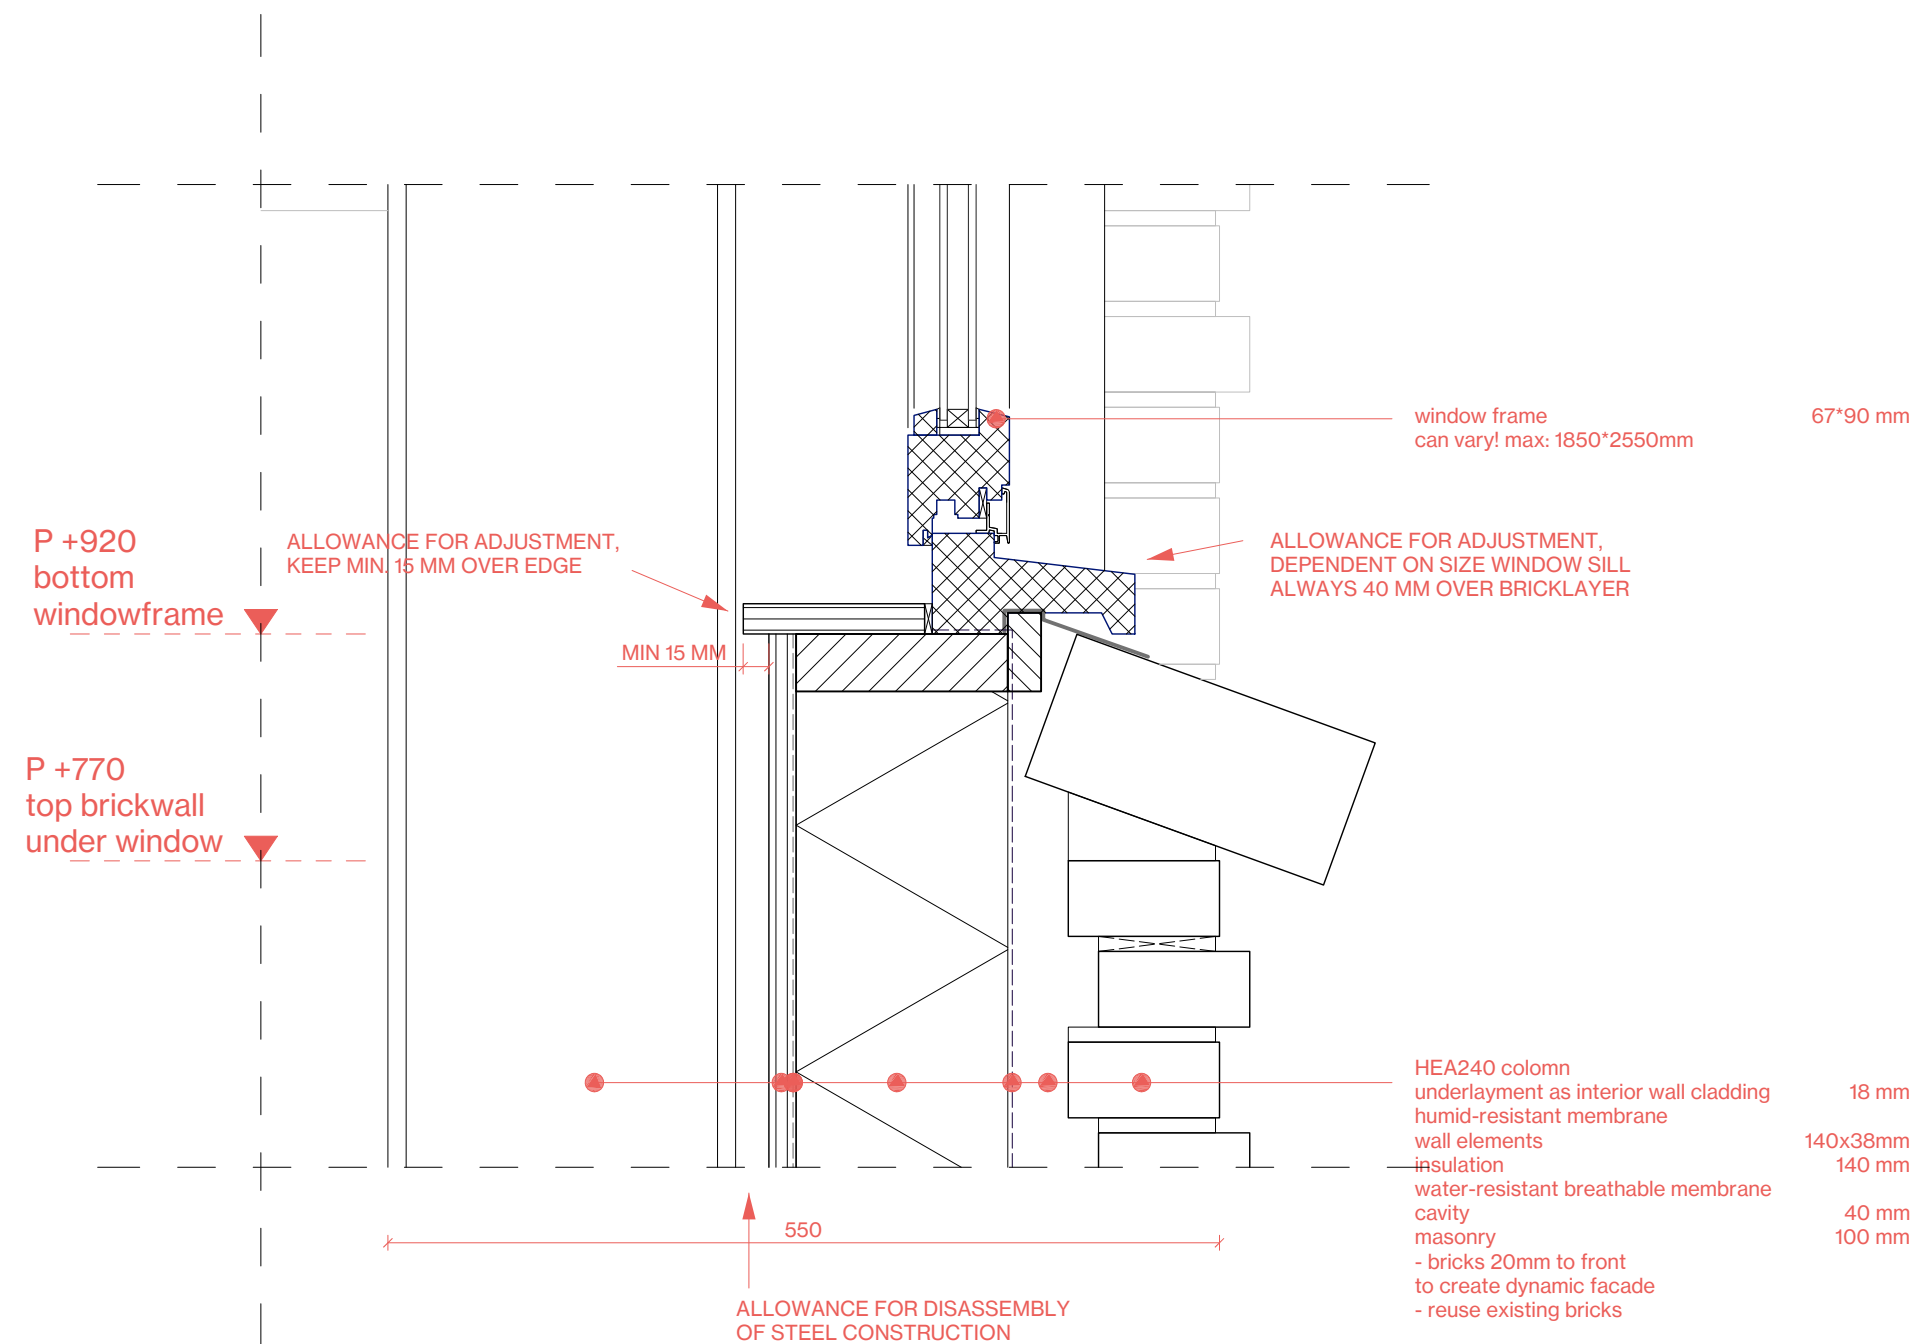 window frame 67*90 mm
can vary! max: 1850*2550mm
P +920
bottom
windowframe
ALLOWANCE FOR ADJUSTMENT,
KEEP MIN. 15 MM OVER EDGE
ALLOWANCE FOR ADJUSTMENT,
DEPENDENT ON SIZE WINDOW SILL
ALWAYS 40 MM OVER BRICKLAYER
MIN 15 MM
P +770
top brickwall
under window
HEA240 colomn
underlayment as interior wall cladding 18 mm
humid-resistant membrane
wall elements 140x38mm
insulation 140 mm
water-resistant breathable membrane
cavity 40 mm
masonry 100 mm
- bricks 20mm to front
to create dynamic facade
- reuse existing bricks
550
ALLOWANCE FOR DISASSEMBLY
OF STEEL CONSTRUCTION